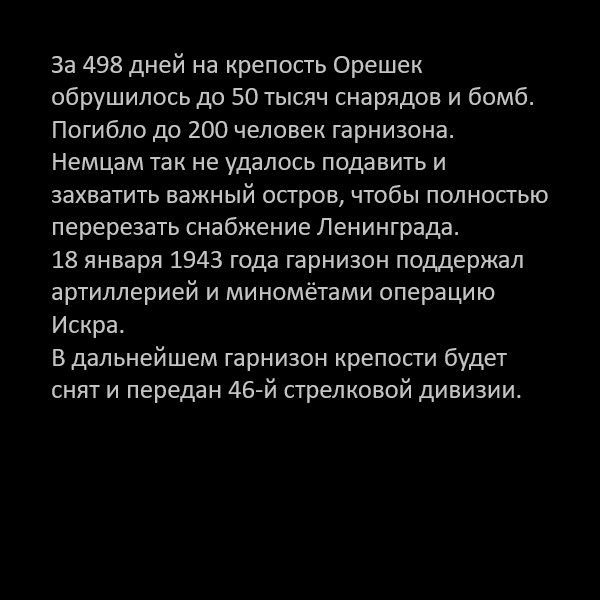 За 498 дней на крепость Орешек
обрушилось до 50 тысяч снарядов и бомб.
Погибло до 200 человек гарнизона.
Немцам так не удалось подавить и
захватить важный остров, чтобы полностью
перерезать снабжение Ленинграда.
18 января 1943 года гарнизон поддержал
артиллерией и миномётами операцию
Искра.
В дальнейшем гарнизон крепости будет
снят и передан 46-й стрелковой дивизии.